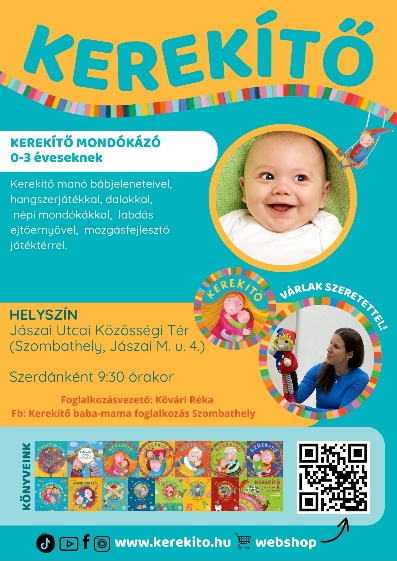 KEREKÍTŐ
KEREKÍTŐ MONDÓKÁZÓ
0-3 éveseknek
Kerekítő manó bábjeleneteivel,
hangszerjátékkal, dalokkal,
népi mondókákkal, labdás
ejtőernyővel, mozgásfejlesztő
játéktérrel.
KEREKÍTŐ
VÁRLAK SZERETETTEL!
HELYSZÍN
Jászai Utcai Közösségi Tér
(Szombathely, Jászai M. u. 4.)
Szerdánként 9:30 órakor
Foglalkozásvezető: Kővári Réka
Fb: Kerekítő baba-mama foglalkozás Szombathely
KÖNYVEINK
www.kerekito.hu webshop